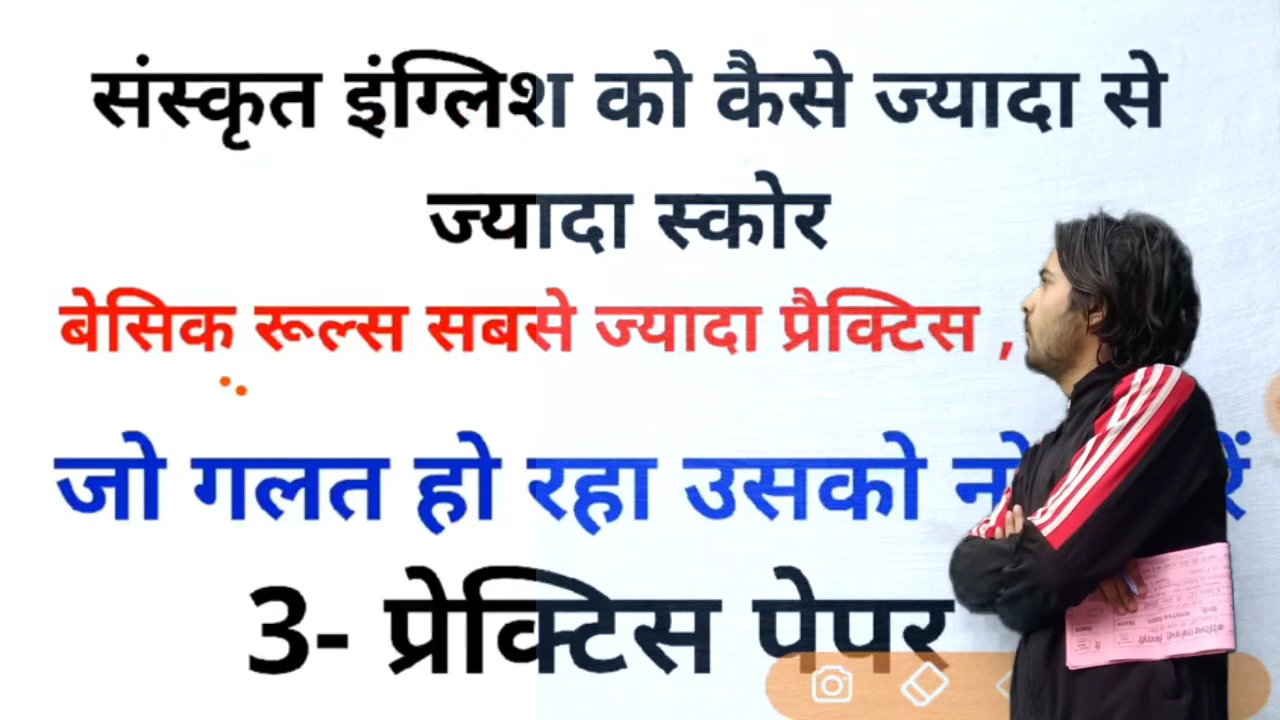 संस्कृत इंग्लिश को कैसे ज्यादा से
ज्यादा स्कोर
बेसिक रूल्स सबसे ज्यादा प्रैक्टिस ,
जो गलत हो रहा उसको
3- प्रेक्टिस पेपर